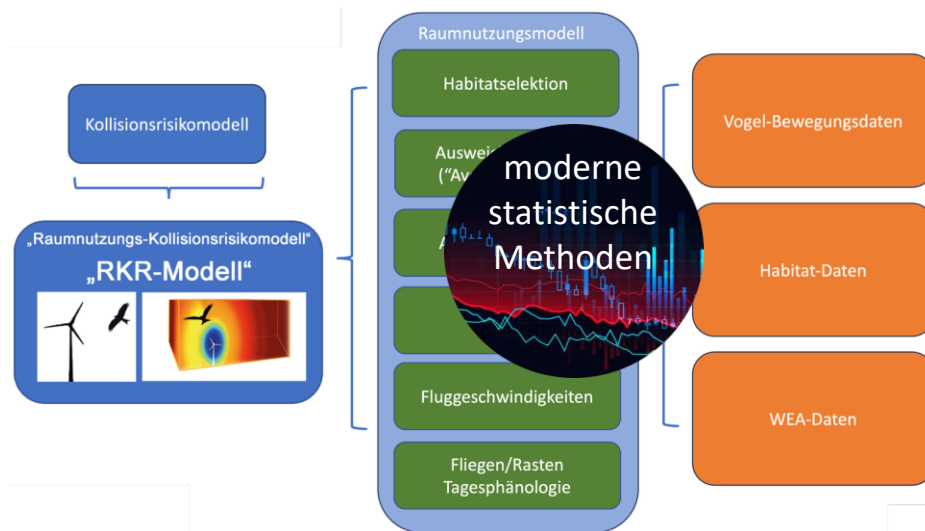 Raumnutzungsmodell
Habitatselektion
Kollisionsrisikomodell
„Raumnutzungs-Kollisionsrisikomodell“
„RKR-Modell“
moderne
statistische
Methoden
Fluggeschwindigkeiten
Fliegen/Rasten
Tagesphänologie
Vogel-Bewegungsdaten
Habitat-Daten
WEA-Daten